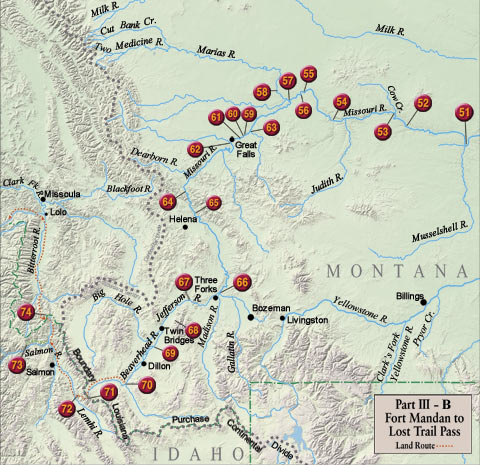 Milk R.
Cut Bank Cr.
Two Medicine R.
Marias R.
Milk R.
55
57
58
56
54
Cow Cr.
52
51
Missouri R.
53
61
60
59
63
62
Great
Falls
Dearborn R.
Missouri R.
Judith R.
Clark Fk. R.
Missoula
Blackfoot R.
Lolo
64
65
Helena
Musselshell R.
Bitterroot R.
MONTANA
67
66
Three
Forks
Big Hole R.
Jefferson R.
74
68
Twin
Bridges
Madison R.
Gallatin R.
Bozeman
Livingston
Yellowstone R.
Billings
Clark's Fork
Yellowstone R.
Pryor Cr.
Beaverhead R.
69
Dillon
70
Salmon R.
73
Salmon
Boundary
71
72
Lemhi R.
Louisiana
Purchase
Continental
Divide
IDAHO
Part III - B
Fort Mandan to
Lost Trail Pass
Land Route